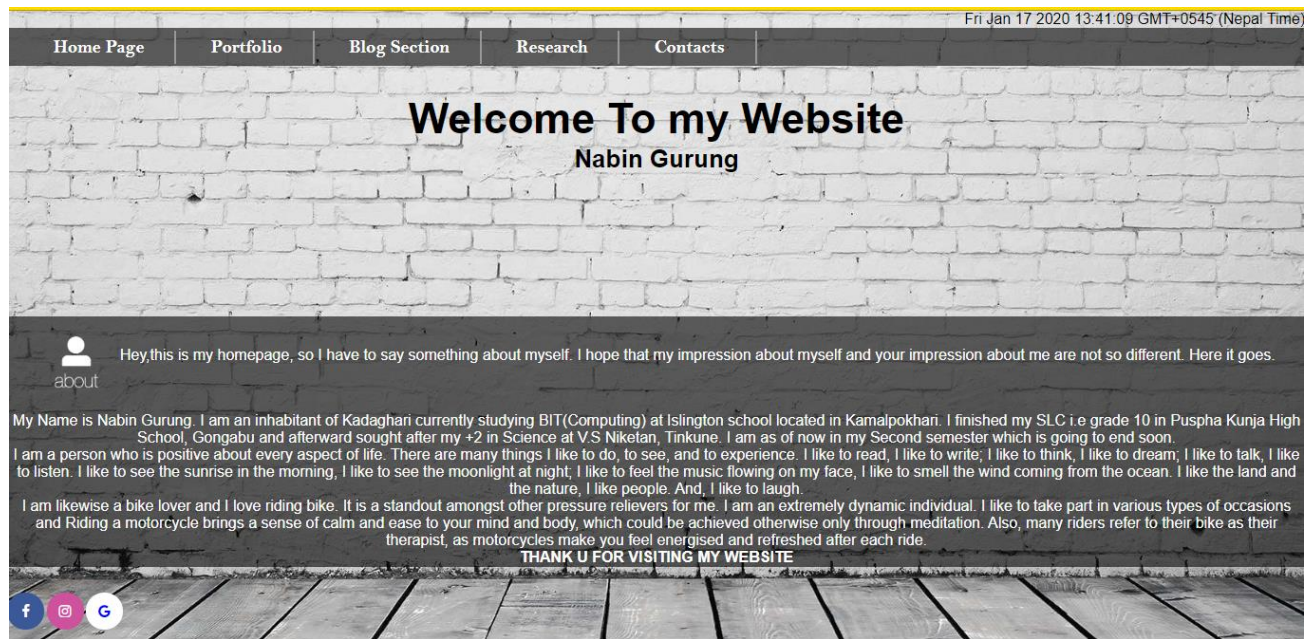 Fri Jan 17 2020 13:41:09 GMT+0545 (Nepal Time)
Home Page Portfolio Blog Section Research Contacts
Welcome To my Website
Nabin Gurung
Hey,this is my homepage, so I have to say something about myself. I hope that my impression about myself and your impression about me are not so different. Here it goes.
about
My Name is Nabin Gurung. I am an inhabitant of Kadaghari currently studying BIT(Computing) at Islington school located in Kamalpokhari. I finished my SLC i.e grade 10 in Puspha Kunja High
School, Gongabu and afterward sought after my +2 in Science at V.S Niketan, Tinkune. I am as of now in my Second semester which is going to end soon.
I am a person who is positive about every aspect of life. There are many things I like to do, to see, and to experience. I like to read, I like to write; I like to think, I like to dream; I like to talk, I like
to listen. I like to see the sunrise in the morning, I like to see the moonlight at night; I like to feel the music flowing on my face, I like to smell the wind coming from the ocean. I like the land and
the nature, I like people. And, I like to laugh.
I am likewise a bike lover and I love riding bike. It is a standout amongst other pressure relievers for me. I am an extremely dynamic individual. I like to take part in various types of occasions
and Riding a motorcycle brings a sense of calm and ease to your mind and body, which could be achieved otherwise only through meditation. Also, many riders refer to their bike as their
therapist, as motorcycles make you feel energised and refreshed after each ride.
THANK U FOR VISITING MY WEBSITE
f G